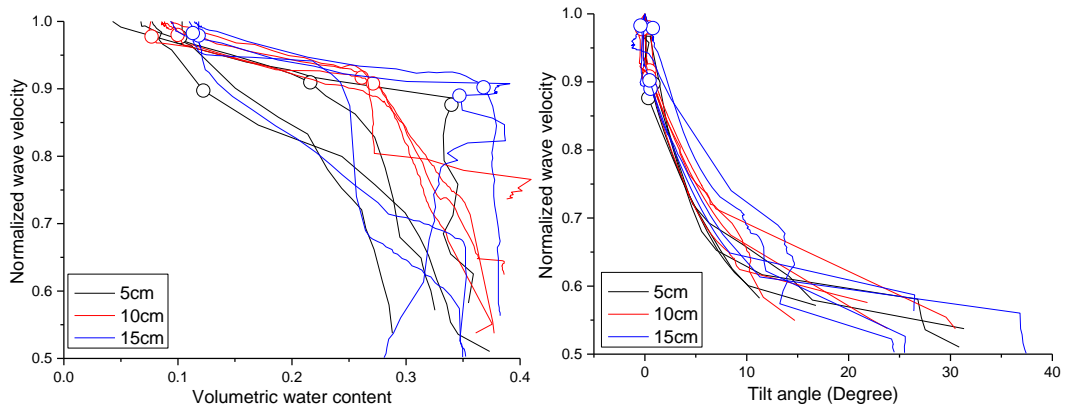 1.0
0.9
0.8
0.7
0.6
0.5
Normalized wave velocity
5cm
10cm
15cm
0.0
0.1
0.2
0.3
0.4
Volumetric water content
1.0
0.9
0.8
0.7
0.6
0.5
Normalized wave velocity
5cm
10cm
15cm
0
10
20
30
40
Tilt angle (Degree)